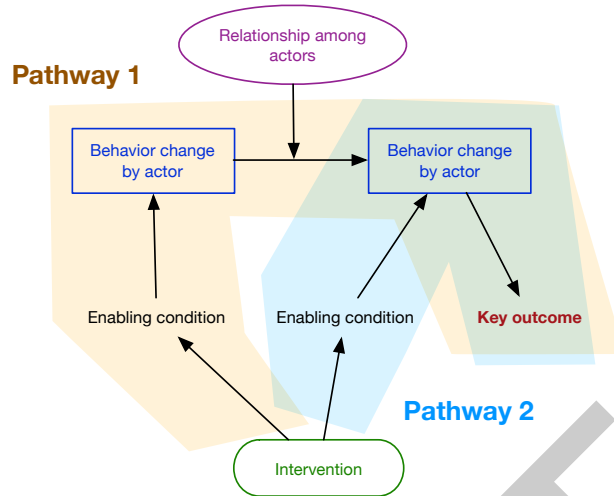 Relationship among
actors
Pathway 1
Behavior change
by actor
Behavior change
by actor
Enabling condition
Enabling condition
Key outcome
Pathway 2
Intervention